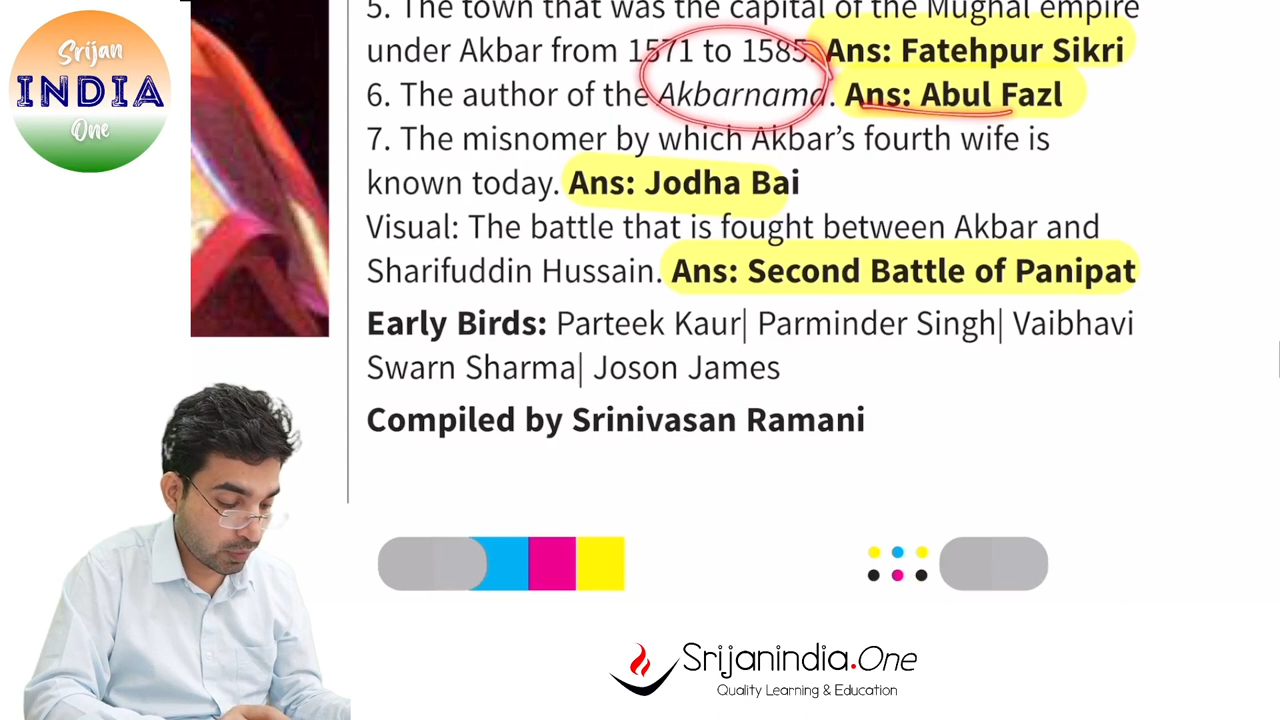 Srijan
INDIA
One
5. The town that was the capital of the Mughal empire
under Akbar from 1571 to 1585. Ans: Fatehpur Sikri
6. The author of the Akbarnama. Ans: Abul Fazl
7. The misnomer by which Akbar’s fourth wife is
known today. Ans: Jodha Bai
Visual: The battle that is fought between Akbar and
Sharifuddin Hussain. Ans: Second Battle of Panipat
Early Birds: Parteek Kaur| Parminder Singh| Vaibhavi
Swarn Sharma| Joson James
Compiled by Srinivasan Ramani
Srijanindia.One
Quality Learning & Education